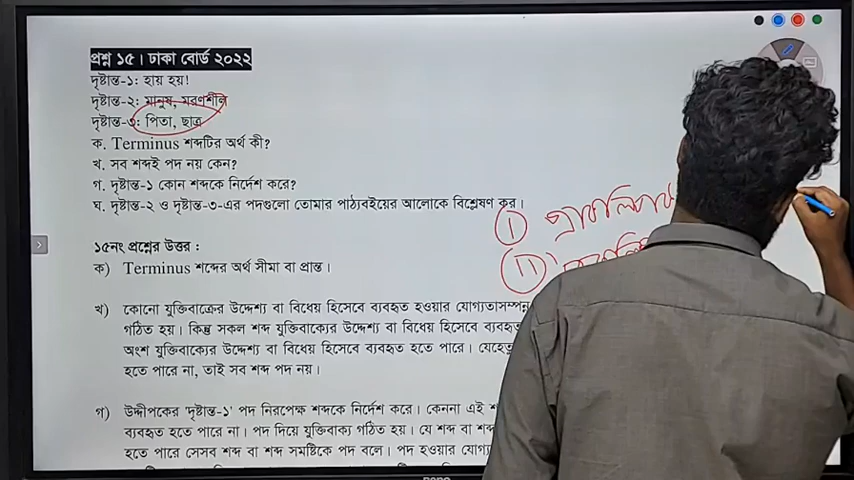 প্রশ্ন ১৫। ঢাকা বোর্ড ২০২২
দৃষ্টান্ত-১: হায় হয়!
দৃষ্টান্ত-২: মানুষ, মরণশীল
দৃষ্টান্ত-৩: পিতা, ছাত্র
ক. Terminus শব্দটির অর্থ কী?
খ. সব শব্দই পদ নয় কেন?
গ. দৃষ্টান্ত-১ কোন শব্দকে নির্দেশ করে?
ঘ. দৃষ্টান্ত-২ ও দৃষ্টান্ত-৩-এর পদগুলো তোমার পাঠ্যবইয়ের আলোকে বিশ্লেষণ কর।
১৫নং প্রশ্নের উত্তর :
ক) Terminus শব্দের অর্থ সীমা বা প্রান্ত।
খ) কোনো যুক্তিবাক্যের উদ্দেশ্য বা বিধেয় হিসেবে ব্যবহৃত হওয়ার যোগ্যতাসম্পন্ন
গঠিত হয়। কিন্তু সকল শব্দ যুক্তিবাক্যের উদ্দেশ্য বা বিধেয় হিসেবে ব্যবহৃত
অংশ যুক্তিবাক্যের উদ্দেশ্য বা বিধেয় হিসেবে ব্যবহৃত হতে পারে। যেহেতু
হতে পারে না, তাই সব শব্দ পদ নয়।
গ) উদ্দীপকের 'দৃষ্টান্ত-১' পদ নিরপেক্ষ শব্দকে নির্দেশ করে। কেননা এই
ব্যবহৃত হতে পারে না। পদ দিয়ে যুক্তিবাক্য গঠিত হয়। যে শব্দ বা
হতে পারে সেসব শব্দ বা শব্দ সমষ্টিকে পদ বলে। পদ হওয়ার